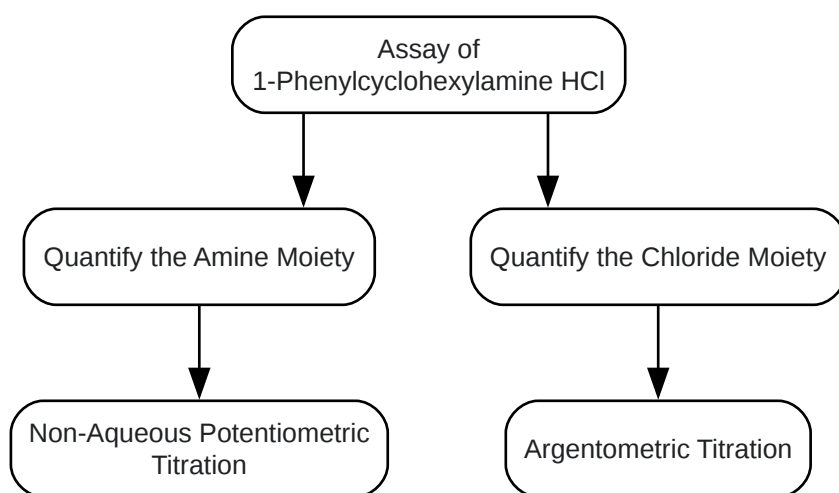 Assay of
1-Phenylcyclohexylamine HCl
Quantify the Amine Moiety
Quantify the Chloride Moiety
Non-Aqueous Potentiometric
Titration
Argentometric Titration